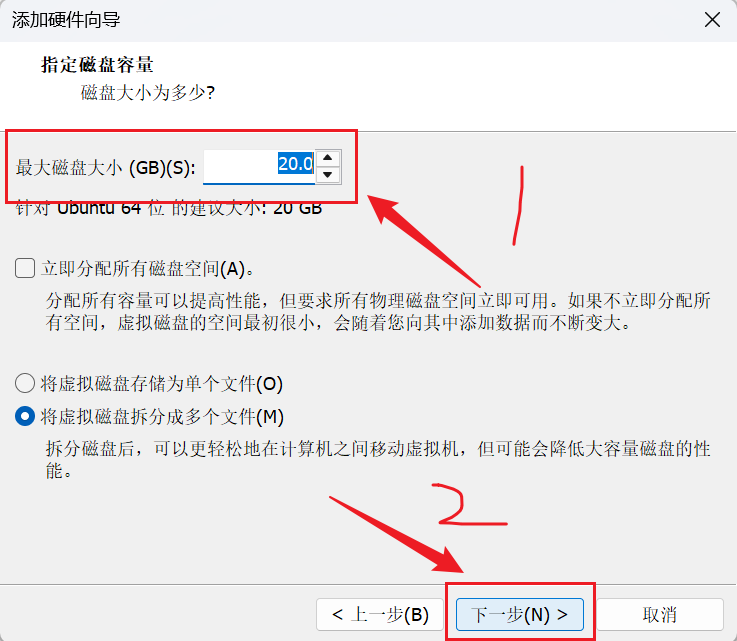 添加硬件向导
指定磁盘容量
磁盘大小为多少?
最大磁盘大小 (GB)(S): 20.0
针对 Ubuntu 64 位 的建议大小: 20 GB
1
立即分配所有磁盘空间(A)。
分配所有容量可以提高性能，但要求所有物理磁盘空间立即可用。如果不立即分配所
有空间，虚拟磁盘的空间最初很小，会随着您向其中添加数据而不断变大。
将虚拟磁盘存储为单个文件(O)
将虚拟磁盘拆分成多个文件(M)
拆分磁盘后，可以更轻松地在计算机之间移动虚拟机，但可能会降低大容量磁盘的性
能。
2
< 上一步(B) 下一步(N) > 取消